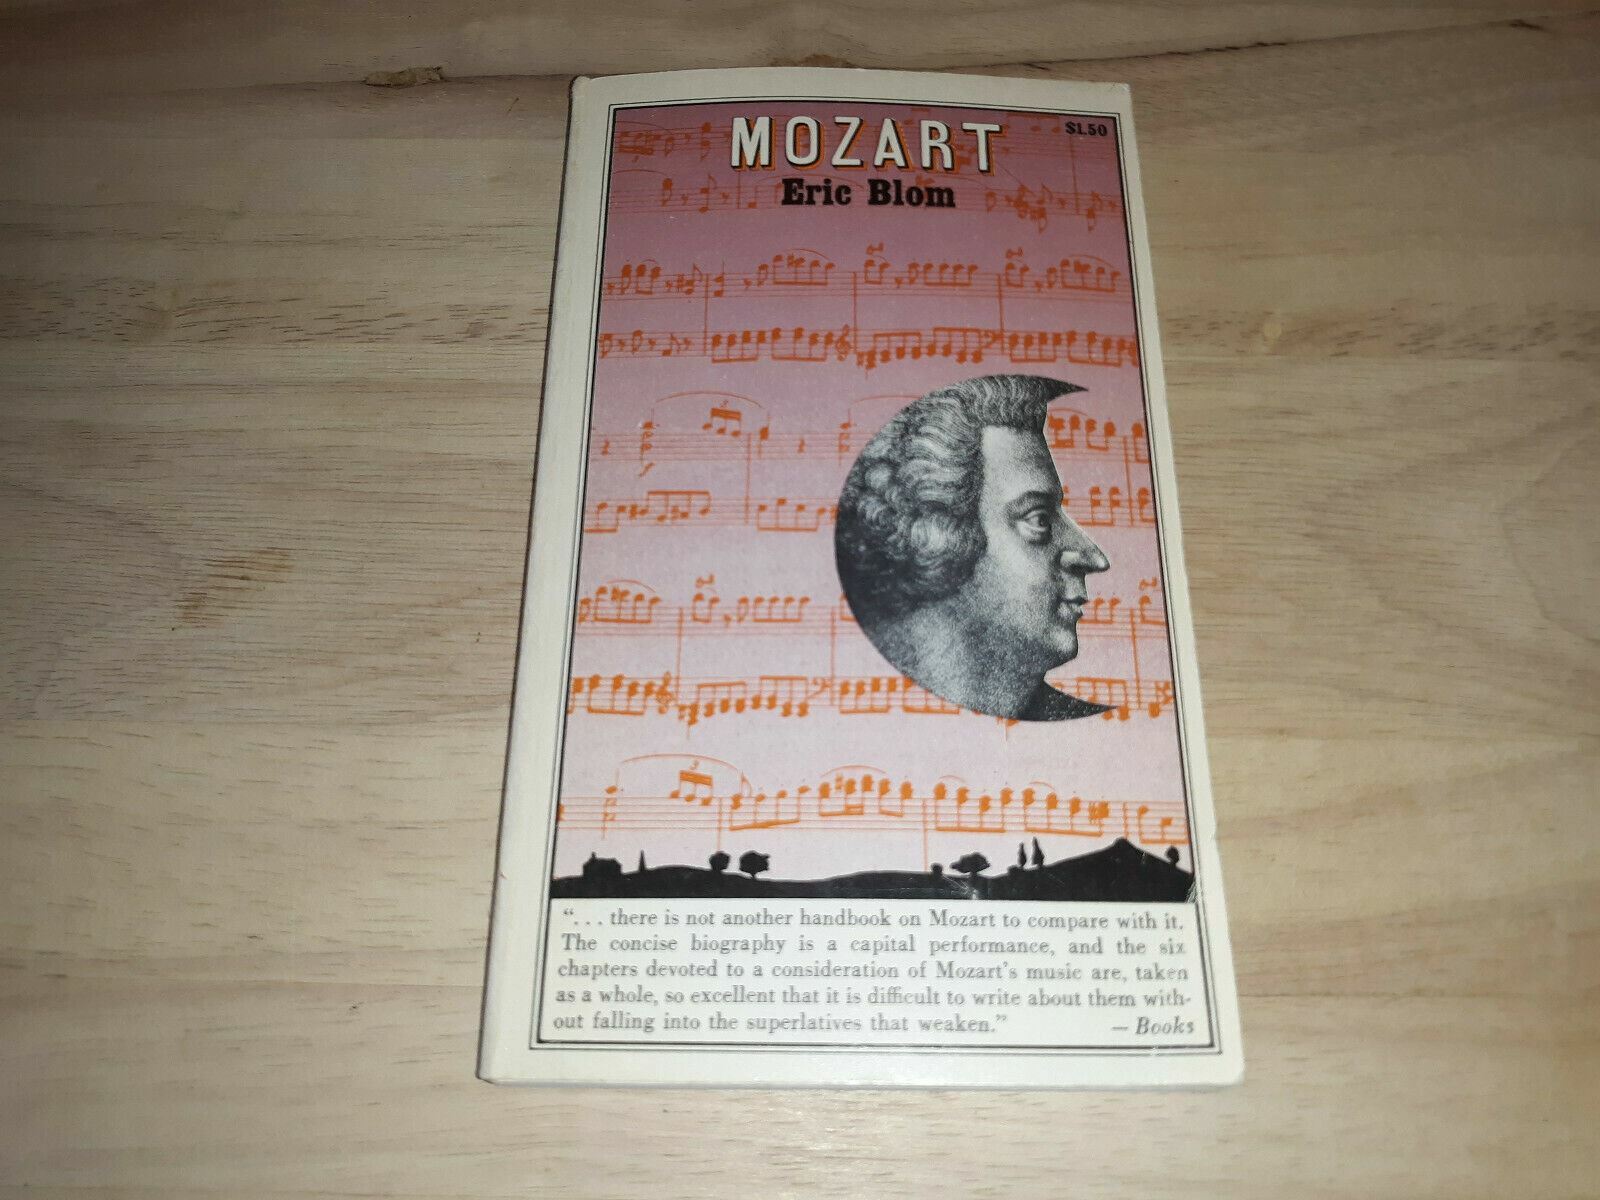 MOZART
$1.50
Eric Blom
“. . . there is not another handbook on Mozart to compare with it.
The concise biography is a capital performance, and the six
chapters devoted to a consideration of Mozart’s music are, taken
as a whole, so excellent that it is difficult to write about them with-
out falling into the superlatives that weaken.” — Books